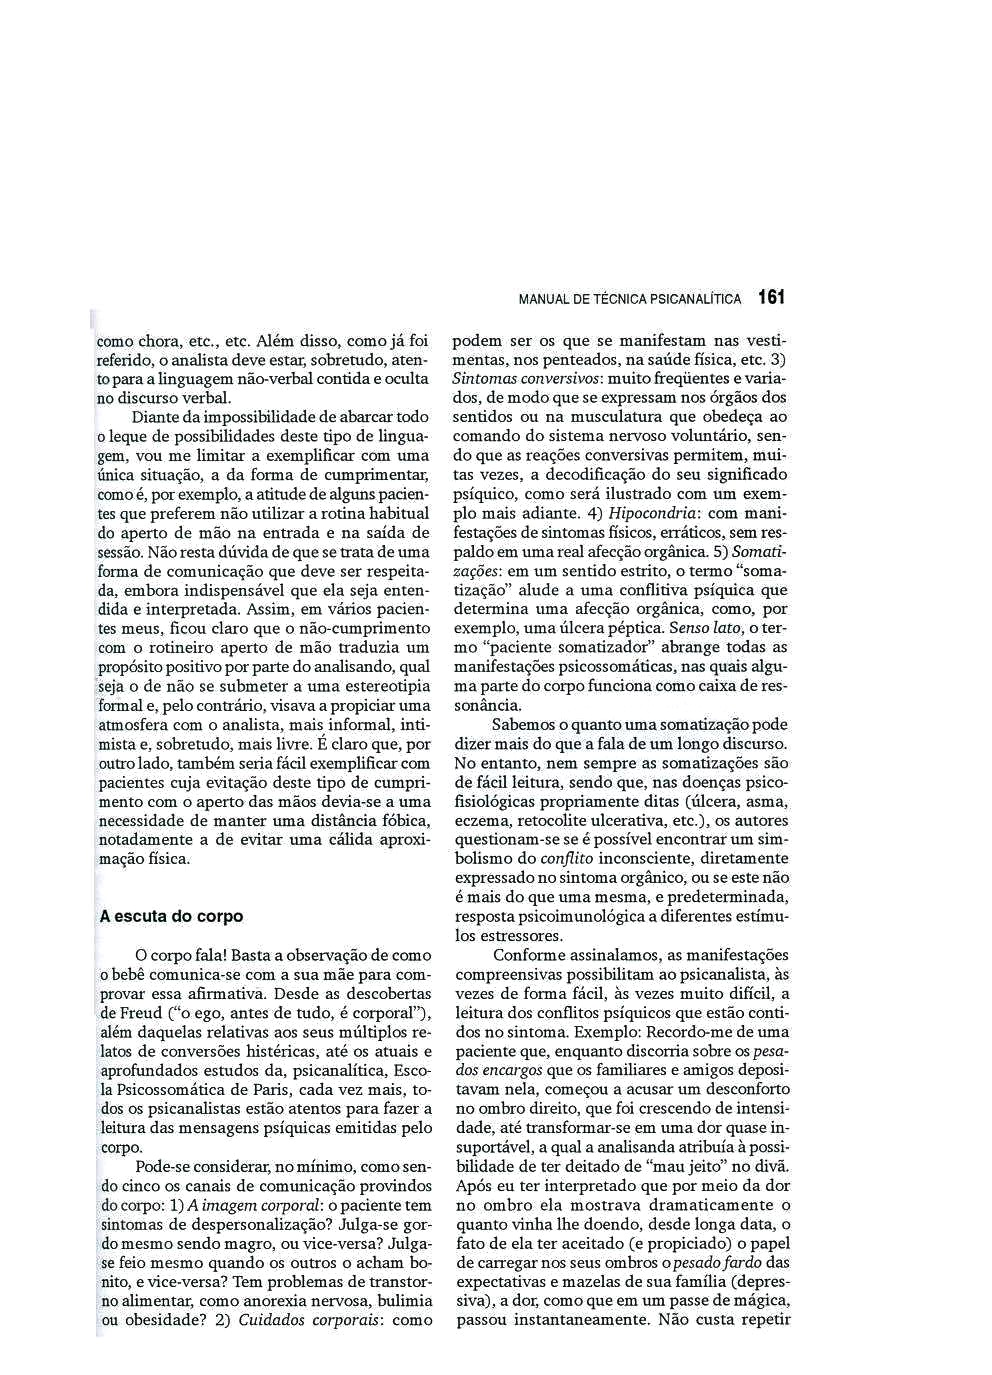 MANUAL DE TÉCNICA PSICANALÍTICA 161
como chora, etc., etc. Além disso, como já foi
referido, o analista deve estar, sobretudo, aten-
to para a linguagem não-verbal contida e oculta
no discurso verbal.
Diante da impossibilidade de abarcar todo
o leque de possibilidades deste tipo de lingua-
gem, vou me limitar a exemplificar com uma
única situação, a da forma de cumprimentar,
como é, por exemplo, a atitude de alguns pacien-
tes que preferem não utilizar a rotina habitual
do aperto de mão na entrada e na saída de
sessão. Não resta dúvida de que se trata de uma
forma de comunicação que deve ser respeita-
da, embora indispensável que ela seja enten-
dida e interpretada. Assim, em vários pacien-
tes meus, ficou claro que o não-cumprimento
com o rotineiro aperto de mão traduzia um
propósito positivo por parte do analisando, qual
seja o de não se submeter a uma estereotipia
formal e, pelo contrário, visava a propiciar uma
atmosfera com o analista, mais informal, inti-
mista e, sobretudo, mais livre. É claro que, por
outro lado, também seria fácil exemplificar com
pacientes cuja evitação deste tipo de cumpri-
mento com o aperto das mãos devia-se a uma
necessidade de manter uma distância fóbica,
notadamente a de evitar uma cálida aproxi-
mação física.
A escuta do corpo
O corpo fala! Basta a observação de como
o bebê comunica-se com a sua mãe para com-
provar essa afirmativa. Desde as descobertas
de Freud (“o ego, antes de tudo, é corporal”),
além daquelas relativas aos seus múltiplos re-
latos de conversões histéricas, até os atuais e
aprofundados estudos da, psicanalítica, Esco-
la Psicossomática de Paris, cada vez mais, to-
dos os psicanalistas estão atentos para fazer a
leitura das mensagens psíquicas emitidas pelo
corpo.
Pode-se considerar, no mínimo, como sen-
do cinco os canais de comunicação provindos
do corpo: 1) A imagem corporal: o paciente tem
sintomas de despersonalização? Julga-se gor-
do mesmo sendo magro, ou vice-versa? Julga-
se feio mesmo quando os outros o acham bo-
nito, e vice-versa? Tem problemas de transtor-
no alimentar, como anorexia nervosa, bulimia
ou obesidade? 2) Cuidados corporais: como
podem ser os que se manifestam nas vesti-
mentas, nos penteados, na saúde física, etc. 3)
Sintomas conversivos: muito freqüentes e varia-
dos, de modo que se expressam nos órgãos dos
sentidos ou na musculatura que obedeça ao
comando do sistema nervoso voluntário, sen-
do que as reações conversivas permitem, mui-
tas vezes, a decodificação do seu significado
psíquico, como será ilustrado com um exem-
plo mais adiante. 4) Hipocondria: com mani-
festações de sintomas físicos, erráticos, sem res-
paldo em uma real afecção orgânica. 5) Somati-
zações: em um sentido estrito, o termo “soma-
tização” alude a uma conflitiva psíquica que
determina uma afecção orgânica, como, por
exemplo, uma úlcera péptica. Senso lato, o ter-
mo “paciente somatizador” abrange todas as
manifestações psicossomáticas, nas quais algu-
ma parte do corpo funciona como caixa de res-
sonância.
Sabemos o quanto uma somatização pode
dizer mais do que a fala de um longo discurso.
No entanto, nem sempre as somatizações são
de fácil leitura, sendo que, nas doenças psico-
fisiológicas propriamente ditas (úlcera, asma,
eczema, retocolite ulcerativa, etc.), os autores
questionam-se se é possível encontrar um sim-
bolismo do conflito inconsciente, diretamente
expressado no sintoma orgânico, ou se este não
é mais do que uma mesma, e predeterminada,
resposta psicoimunológica a diferentes estímu-
los estressores.
Conforme assinalamos, as manifestações
compreensivas possibilitam ao psicanalista, às
vezes de forma fácil, às vezes muito difícil, a
leitura dos conflitos psíquicos que estão conti-
dos no sintoma. Exemplo: Recordo-me de uma
paciente que, enquanto discorria sobre os pesa-
dos encargos que os familiares e amigos deposi-
tavam nela, começou a acusar um desconforto
no ombro direito, que foi crescendo de intensi-
dade, até transformar-se em uma dor quase in-
suportável, a qual a analisanda atribuía à possi-
bilidade de ter deitado de “mau jeito” no divã.
Após eu ter interpretado que por meio da dor
no ombro ela mostrava dramaticamente o
quanto vinha lhe doendo, desde longa data, o
fato de ela ter aceitado (e propiciado) o papel
de carregar nos seus ombros o pesado fardo das
expectativas e mazelas de sua família (depres-
siva), a dor, como que em um passe de mágica,
passou instantaneamente. Não custa repetir